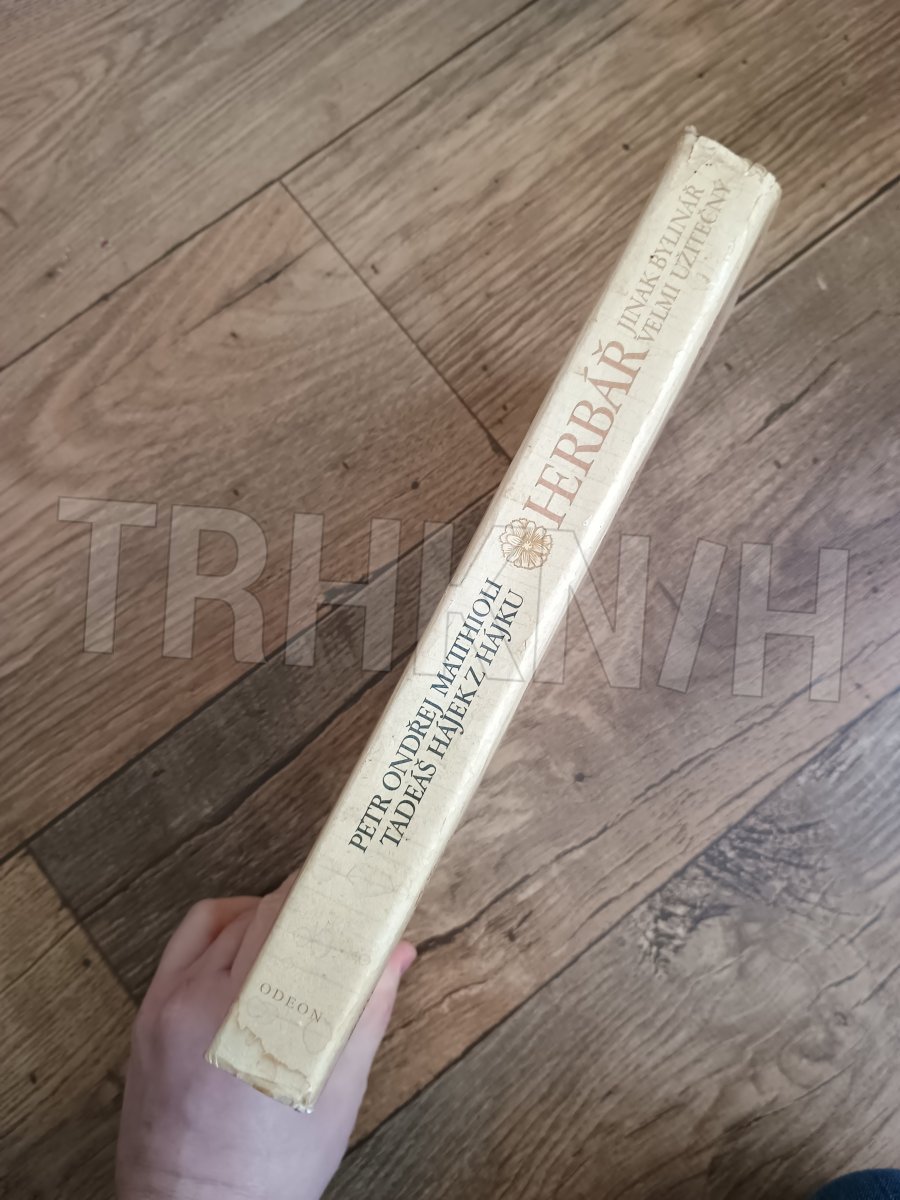 PETR ONDŘEJ MATTHIOLI
TADEÁŠ HÁJEK Z HÁJKU
HERBÁŘ
JINAK BYLINÁŘ
VELMI UŽITEČNÝ
ODEON
TRHKNIH